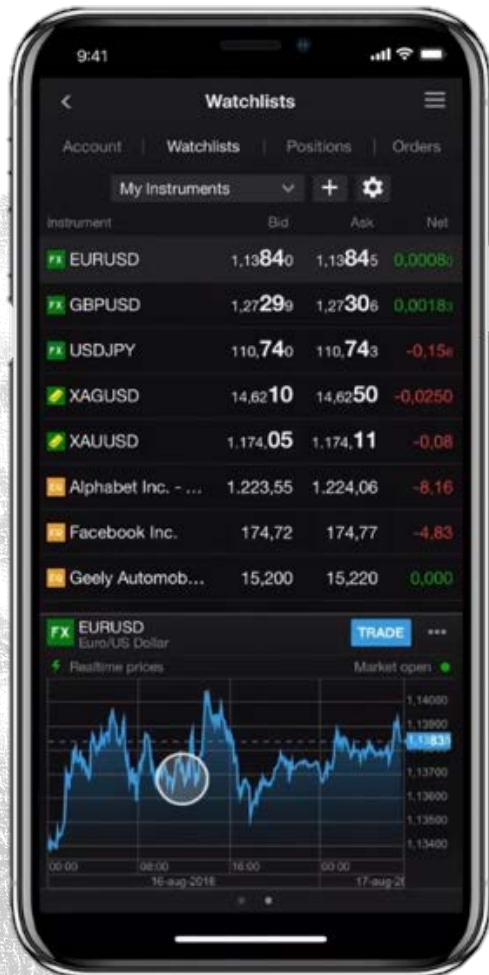 9:41
Watchlists
Account | Watchlists | Positions | Orders
My Instruments +
Instrument Bid Ask Net
FX EURUSD 1,13840 1,13845 0,00080
FX GBPUSD 1,27299 1,27306 0,00183
FX USDJPY 110,740 110,743 -0,156
XAGUSD 14,6210 14,6250 -0,0250
XAUUSD 1.174,05 1.174,11 -0,08
Alphabet Inc. - ... 1.223,55 1.224,06 -8,16
Facebook Inc. 174,72 174,77 -4,83
Geely Automob... 15,200 15,220 0,000
FX EURUSD TRADE ...
Euro/US Dollar
Realtime prices Market open
1,14000
1,13900
1,13700
1,13600
1,13500
1,13400
00:00 08:00 16:00 00:00
16-aug-2018 17-aug-2